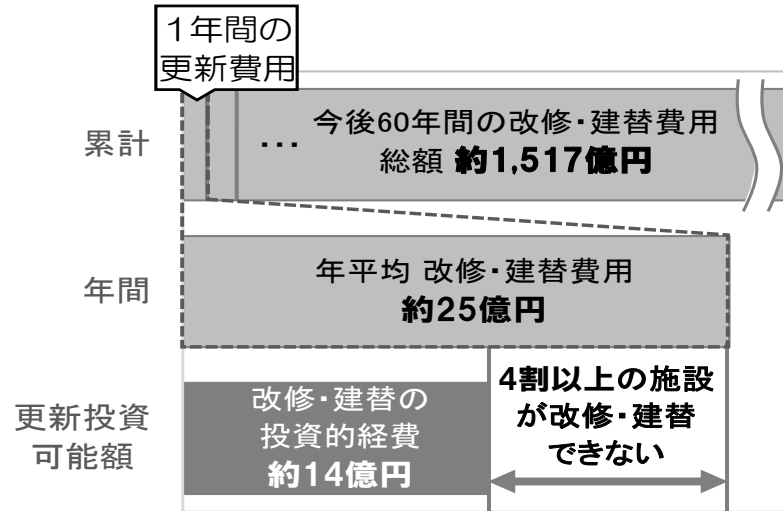 １年間の
更新費用
累計
… 今後60年間の改修・建替費用
総額 約1,517億円
年間
年平均 改修・建替費用
約25億円
更新投資
可能額
改修・建替の
投資的経費
約14億円
4割以上の施設
が改修・建替
できない